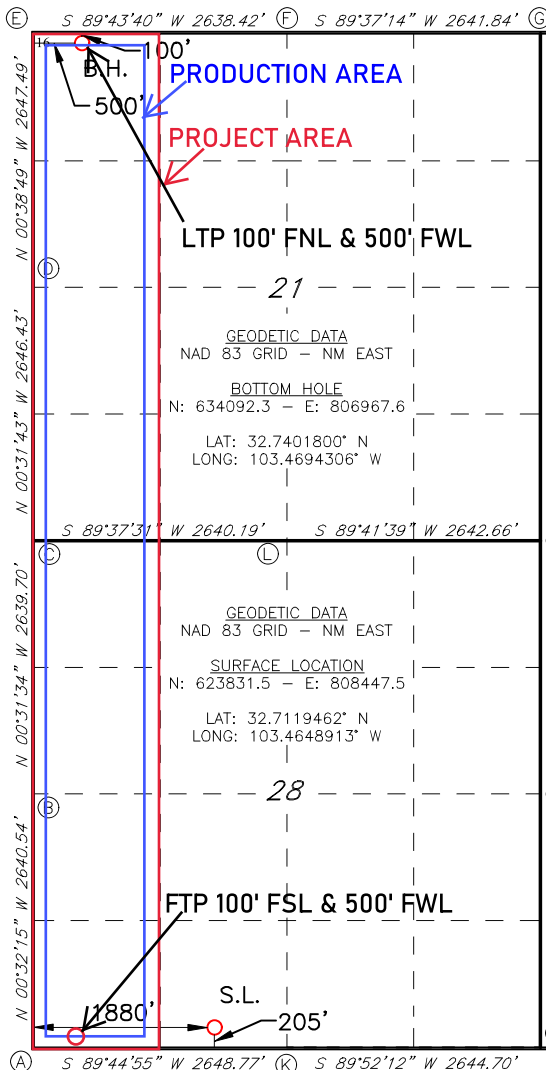 E
S 89°43'40" W 2638.42'
F
S 89°37'14" W 2641.84'
G
100'
B.H.
500'
PRODUCTION AREA
PROJECT AREA
N 00°38'49" W 2647.49'
LTP 100' FNL & 500' FWL
D
21
GEODETIC DATA
NAD 83 GRID – NM EAST
BOTTOM HOLE
N: 634092.3 – E: 806967.6
LAT: 32.7401800° N
LONG: 103.4694306° W
N 00°31'43" W 2646.43'
S 89°37'31" W 2640.19'
S 89°41'39" W 2642.66'
C
L
GEODETIC DATA
NAD 83 GRID – NM EAST
SURFACE LOCATION
N: 623831.5 – E: 808447.5
LAT: 32.7119462° N
LONG: 103.4648913° W
N 00°31'34" W 2639.70'
28
B
FTP 100' FSL & 500' FWL
N 00°32'15" W 2640.54'
S.L.
1880'
205'
A
S 89°44'55" W 2648.77'
K
S 89°52'12" W 2644.70'